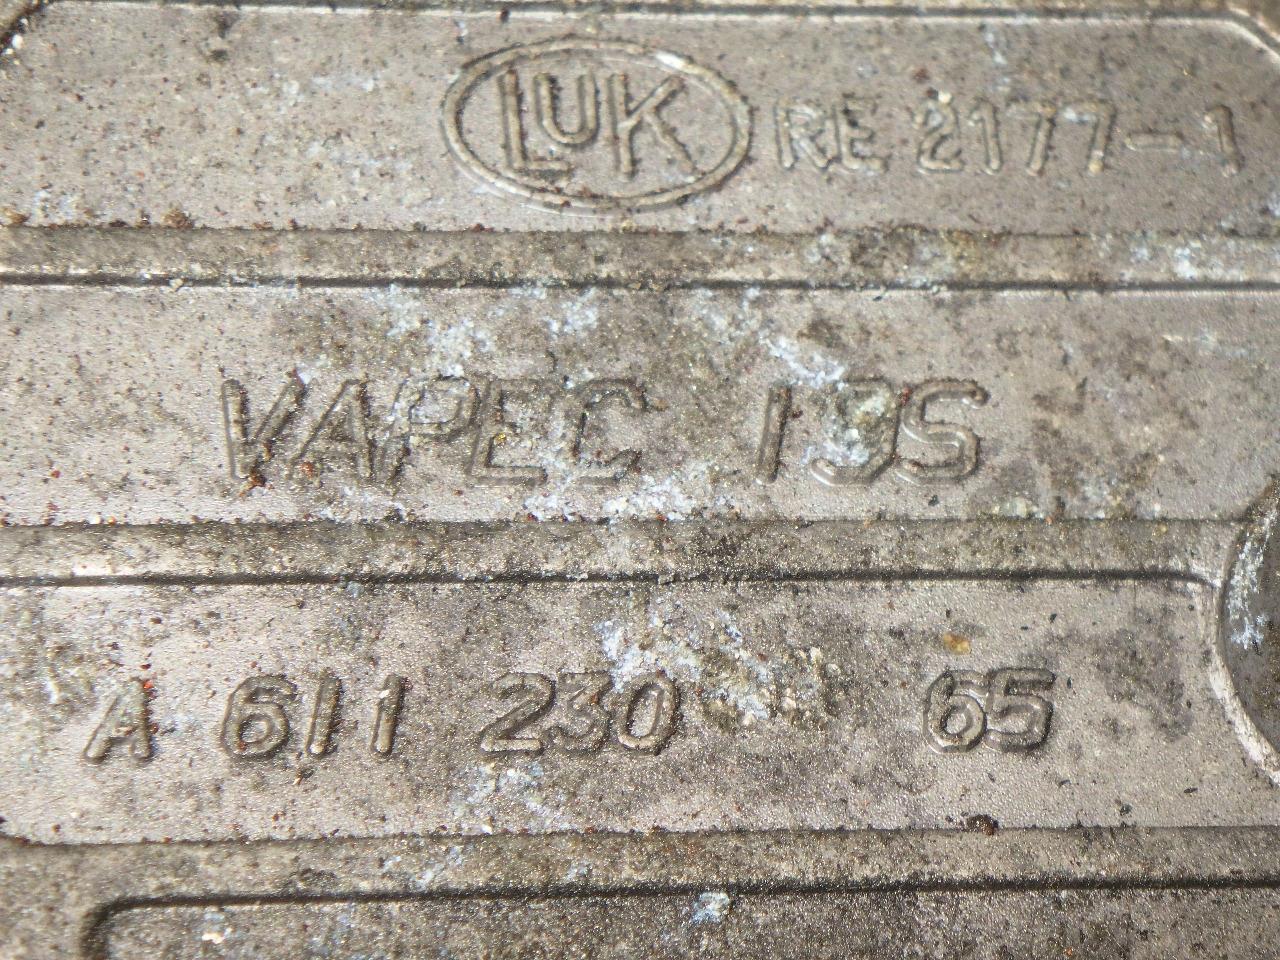 LUK RE 2177-1
VAPEC 19S
A 611 230 65